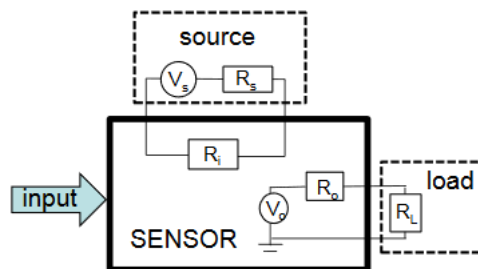 source
Vs Rs
Ri
input
SENSOR
Vo
Ro
load
RL